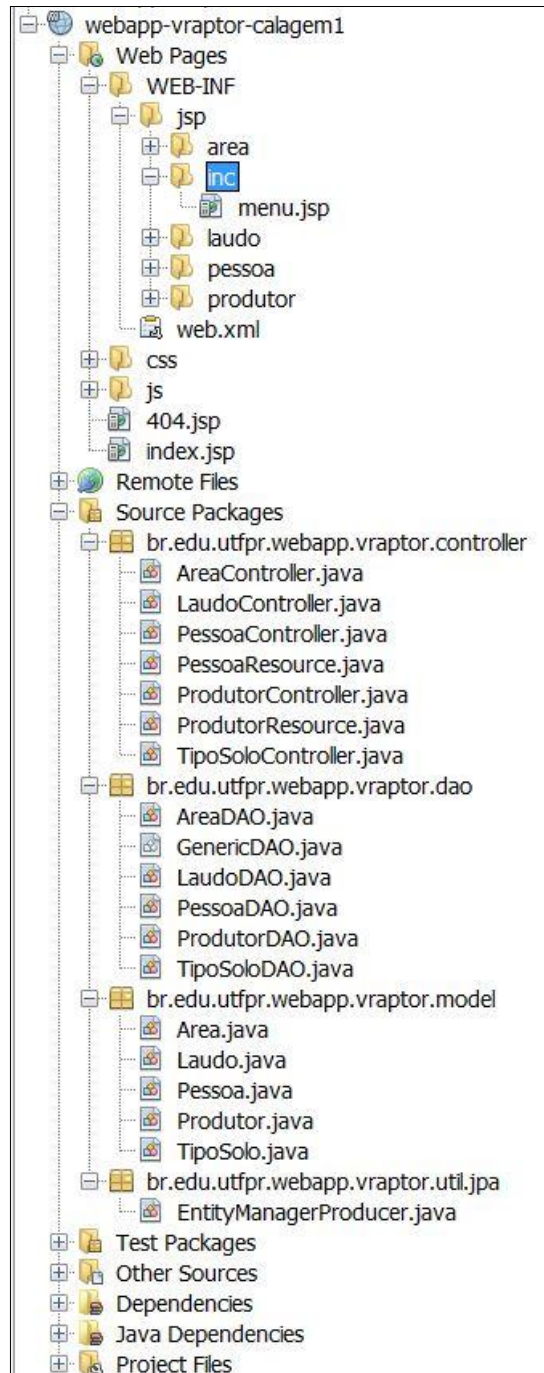 webapp-vraptor-calagem1
Web Pages
WEB-INF
jsp
area
inc
menu.jsp
laudo
pessoa
produtor
web.xml
css
js
404.jsp
index.jsp
Remote Files
Source Packages
br.edu.utfpr.webapp.vraptor.controller
AreaController.java
LaudoController.java
PessoaController.java
PessoaResource.java
ProdutorController.java
ProdutorResource.java
TipoSoloController.java
br.edu.utfpr.webapp.vraptor.dao
AreaDAO.java
GenericDAO.java
LaudoDAO.java
PessoaDAO.java
ProdutorDAO.java
TipoSoloDAO.java
br.edu.utfpr.webapp.vraptor.model
Area.java
Laudo.java
Pessoa.java
Produtor.java
TipoSolo.java
br.edu.utfpr.webapp.vraptor.util.jpa
EntityManagerProducer.java
Test Packages
Other Sources
Dependencies
Java Dependencies
Project Files